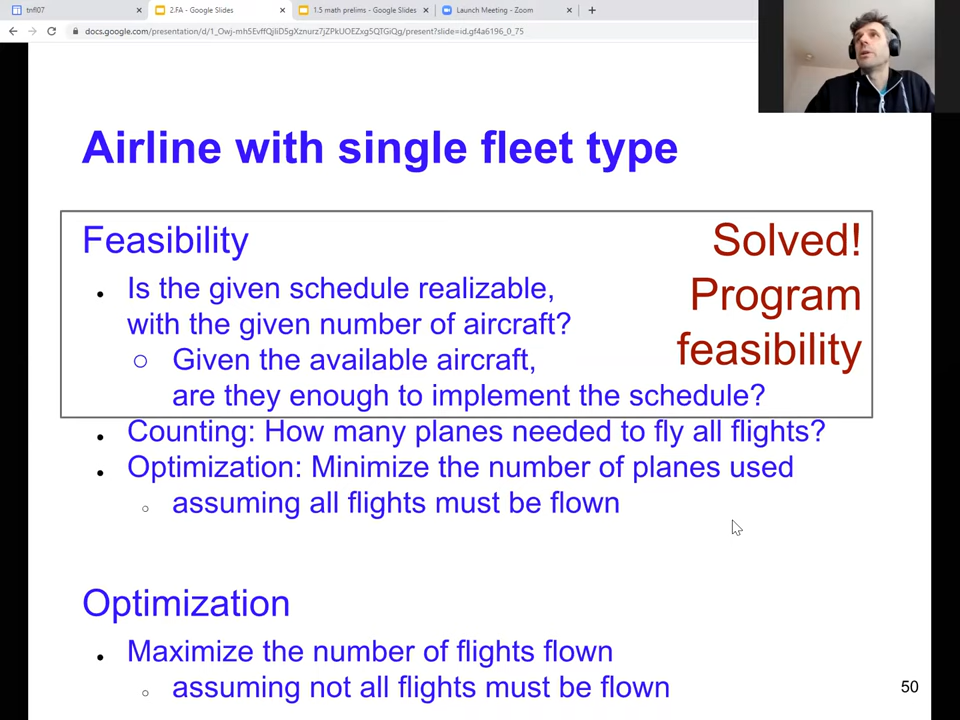 tnfl07
2.FA - Google Slides
1.5 math prelims - Google Slides
Launch Meeting - Zoom
docs.google.com/presentation/d/1_Owj-mh5EvffQjIiD5gXznurz7jZPkUOEZxg5QTGiQg/present?slide=id.gf4a6196_0_75
Airline with single fleet type
Feasibility
Solved!
Program
feasibility
• Is the given schedule realizable,
with the given number of aircraft?
○ Given the available aircraft,
are they enough to implement the schedule?
• Counting: How many planes needed to fly all flights?
• Optimization: Minimize the number of planes used
○ assuming all flights must be flown
Optimization
• Maximize the number of flights flown
○ assuming not all flights must be flown
50